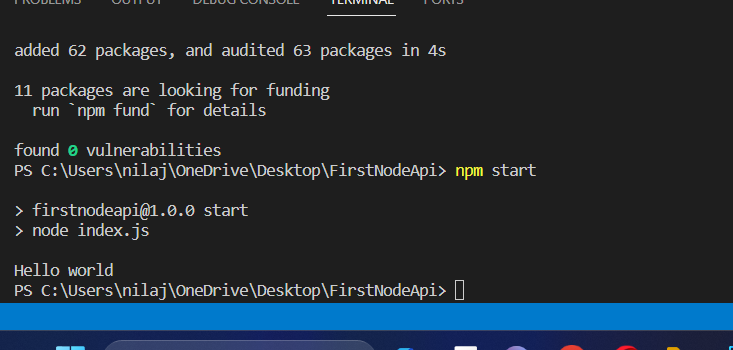 PROBLEMS OUTPUT DEBUG CONSOLE TERMINAL PORTS
added 62 packages, and audited 63 packages in 4s
11 packages are looking for funding
  run `npm fund` for details
found 0 vulnerabilities
PS C:\Users\nilaj\OneDrive\Desktop\FirstNodeApi> npm start
> firstnodeapi@1.0.0 start
> node index.js
Hello world
PS C:\Users\nilaj\OneDrive\Desktop\FirstNodeApi>